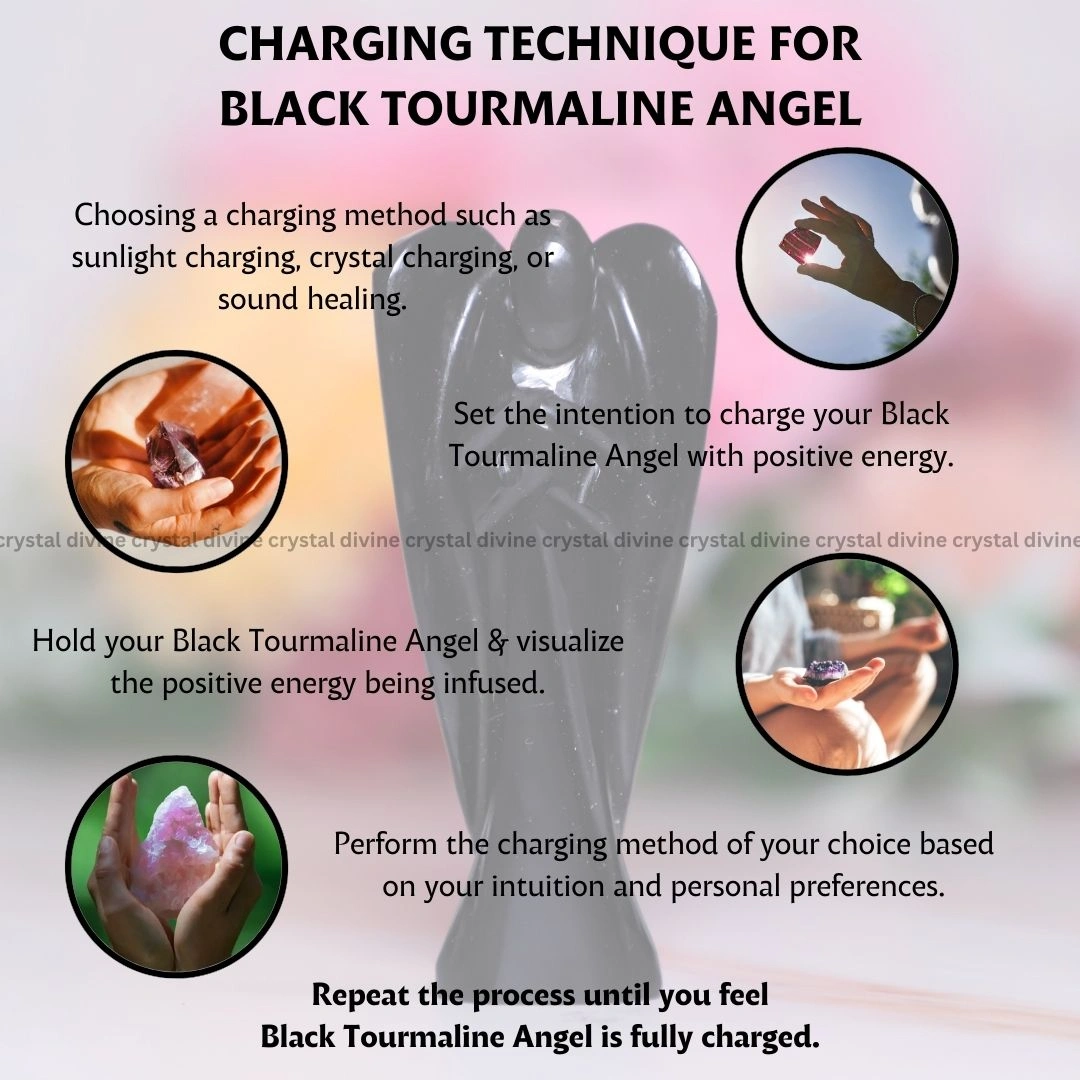 CHARGING TECHNIQUE FOR
BLACK TOURMALINE ANGEL
Choosing a charging method such as
sunlight charging, crystal charging, or
sound healing.
Set the intention to charge your Black
Tourmaline Angel with positive energy.
crystal divine crystal divine crystal divine crystal divine crystal divine crystal divine crystal divine crystal divine
Hold your Black Tourmaline Angel & visualize
the positive energy being infused.
Perform the charging method of your choice based
on your intuition and personal preferences.
Repeat the process until you feel
Black Tourmaline Angel is fully charged.